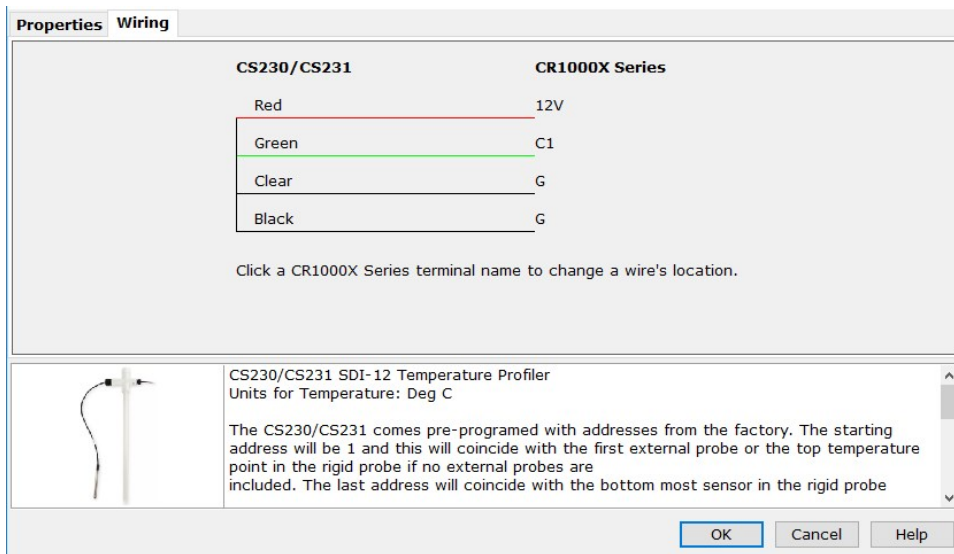 Properties Wiring
CS230/CS231 CR1000X Series
Red 12V
Green C1
Clear G
Black G
Click a CR1000X Series terminal name to change a wire's location.
CS230/CS231 SDI-12 Temperature Profiler
Units for Temperature: Deg C
The CS230/CS231 comes pre-programed with addresses from the factory. The starting
address will be 1 and this will coincide with the first external probe or the top temperature
point in the rigid probe if no external probes are
included. The last address will coincide with the bottom most sensor in the rigid probe
OK Cancel Help